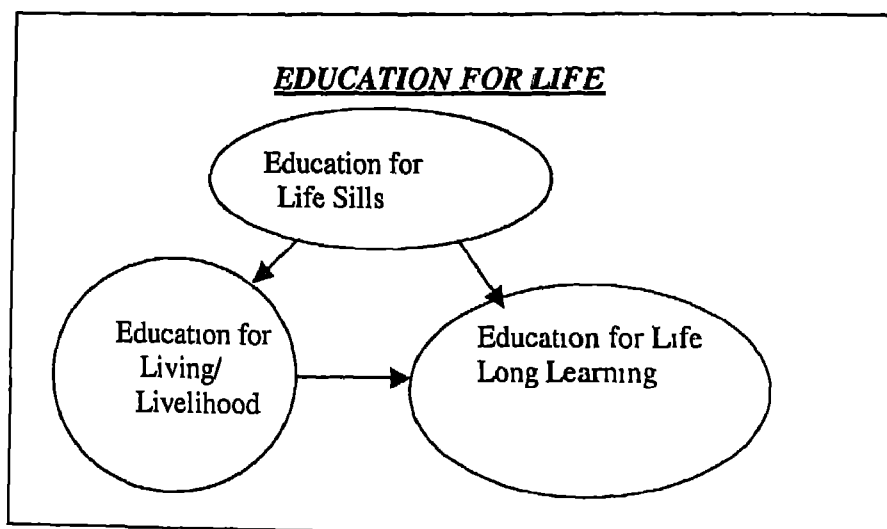 EDUCATION FOR LIFE
Education for
Life Sills
Education for
Living/
Livelihood
Education for Life
Long Learning